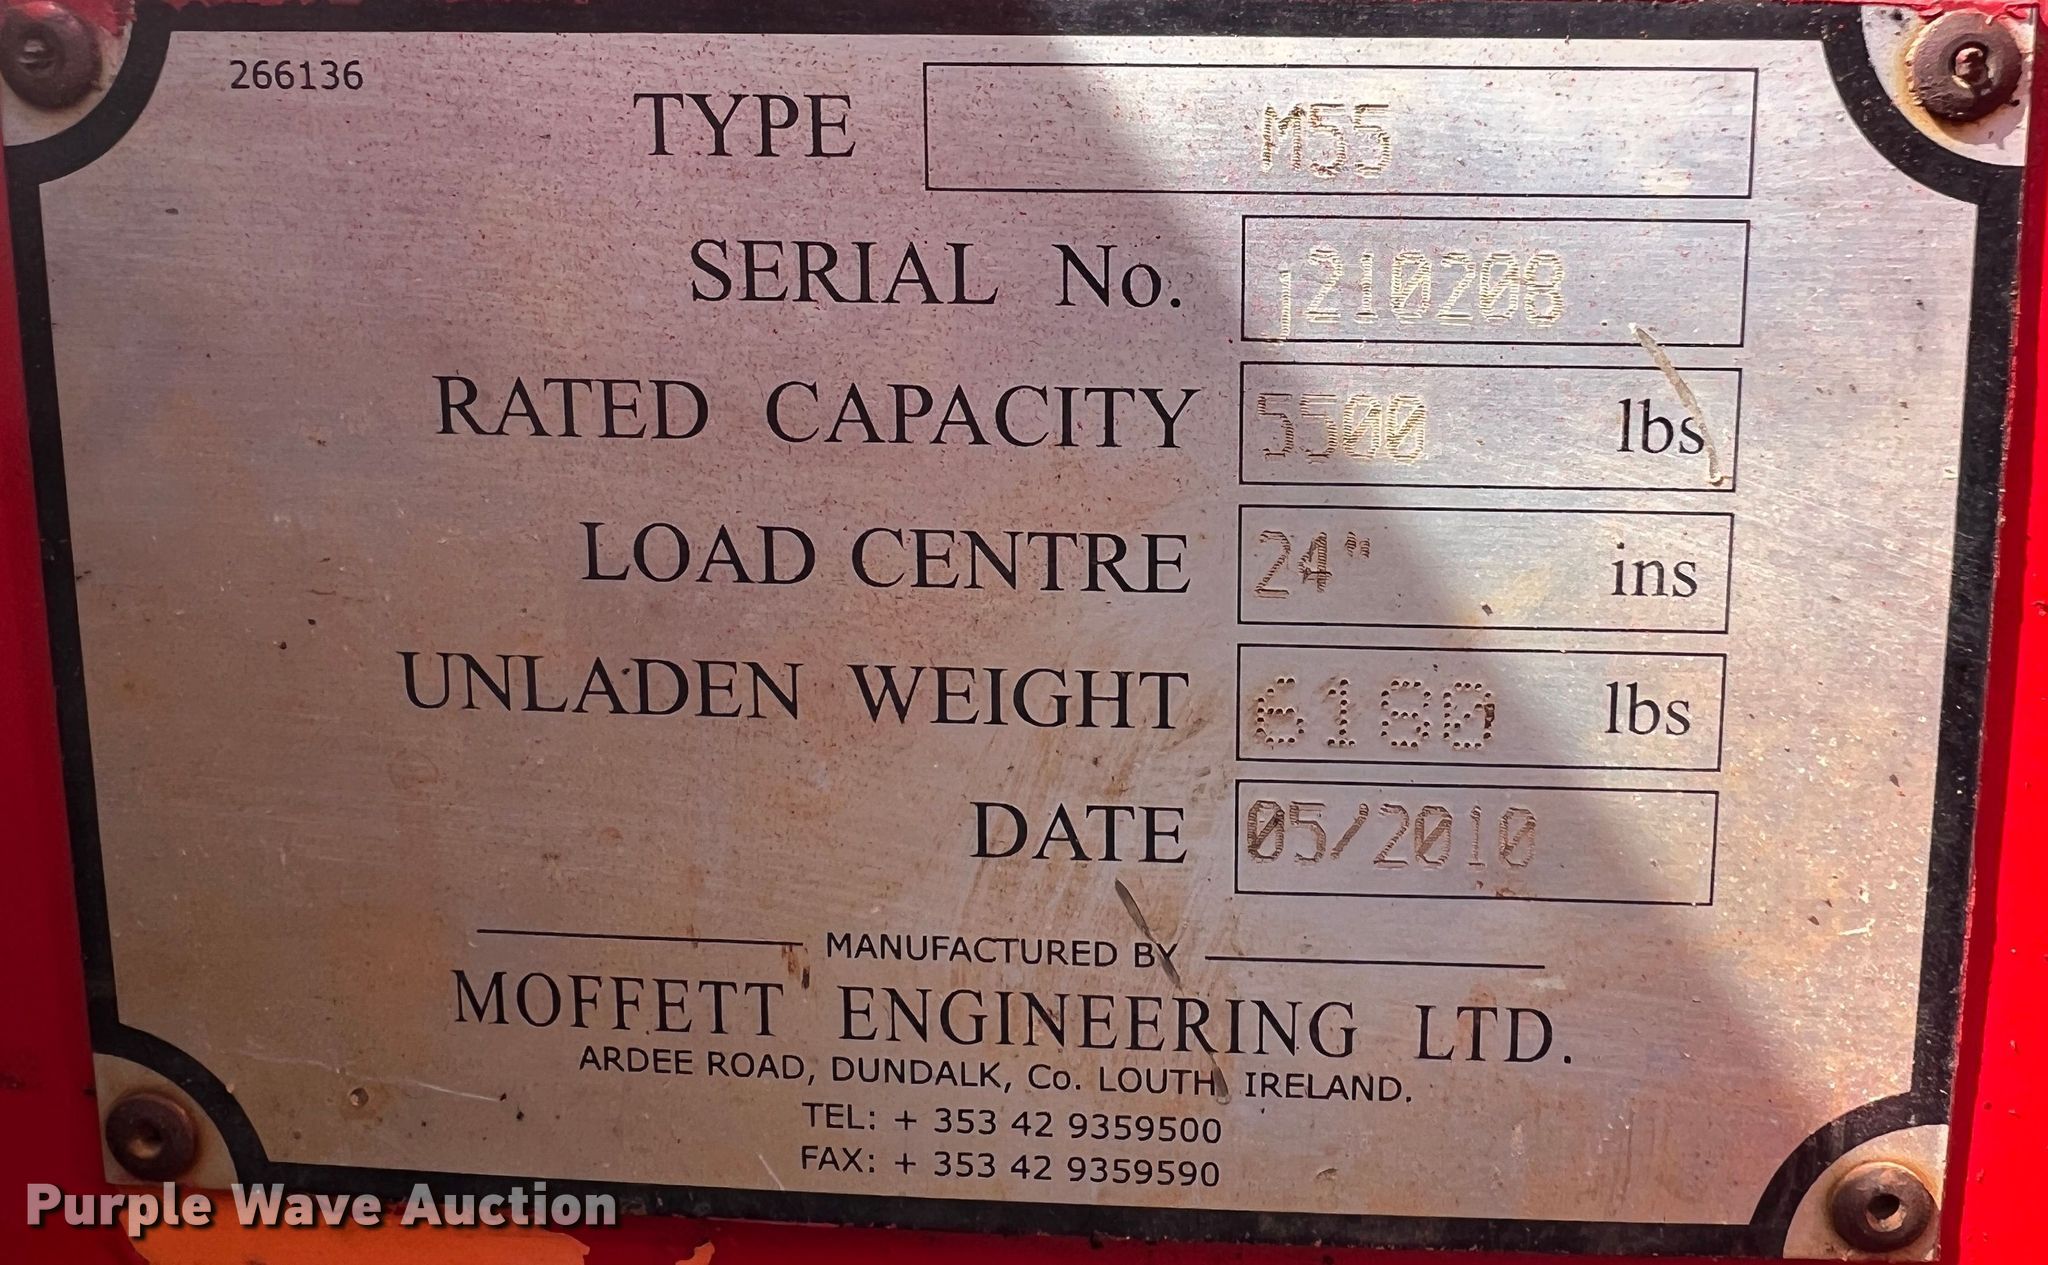 266136
TYPE M55
SERIAL No. j210208
RATED CAPACITY 5500 lbs
LOAD CENTRE 24" ins
UNLADEN WEIGHT 6180 lbs
DATE 05/2010
MANUFACTURED BY
MOFFETT ENGINEERING LTD.
ARDEE ROAD, DUNDALK, Co. LOUTH, IRELAND.
TEL: + 353 42 9359500
FAX: + 353 42 9359590
Purple Wave Auction